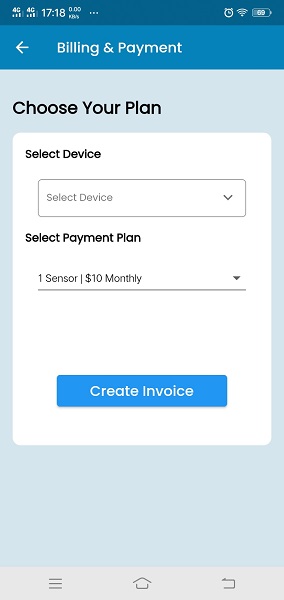 4G 4G 17:18 0.00 KB/s ... 69
Billing & Payment
Choose Your Plan
Select Device
Select Device
Select Payment Plan
1 Sensor | $10 Monthly
Create Invoice